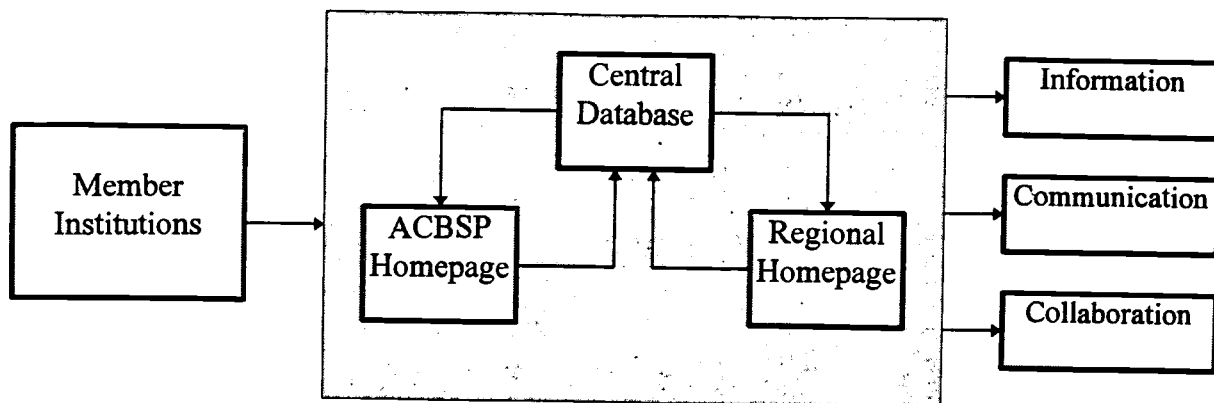 Member
Institutions
Central
Database
ACBSP
Homepage
Regional
Homepage
Information
Communication
Collaboration